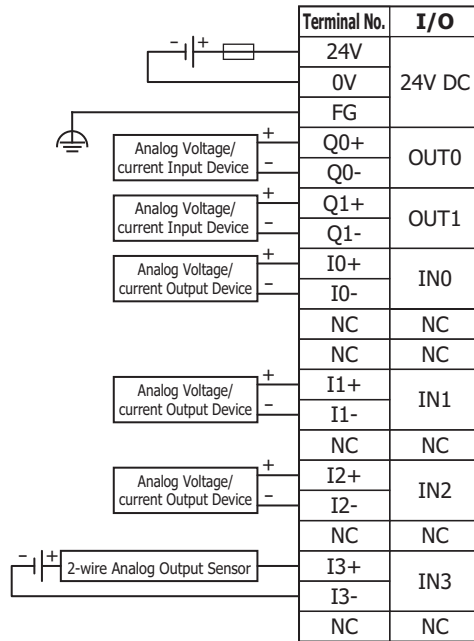 Terminal No. I/O
- + 24V
0V 24V DC
FG
Analog Voltage/ + Q0+ OUT0
current Input Device - Q0-
Analog Voltage/ + Q1+ OUT1
current Input Device - Q1-
Analog Voltage/ + I0+ IN0
current Output Device - I0-
NC NC
NC NC
Analog Voltage/ + I1+ IN1
current Output Device - I1-
NC NC
Analog Voltage/ + I2+ IN2
current Output Device - I2-
NC NC
- + 2-wire Analog Output Sensor I3+ IN3
I3-
NC NC